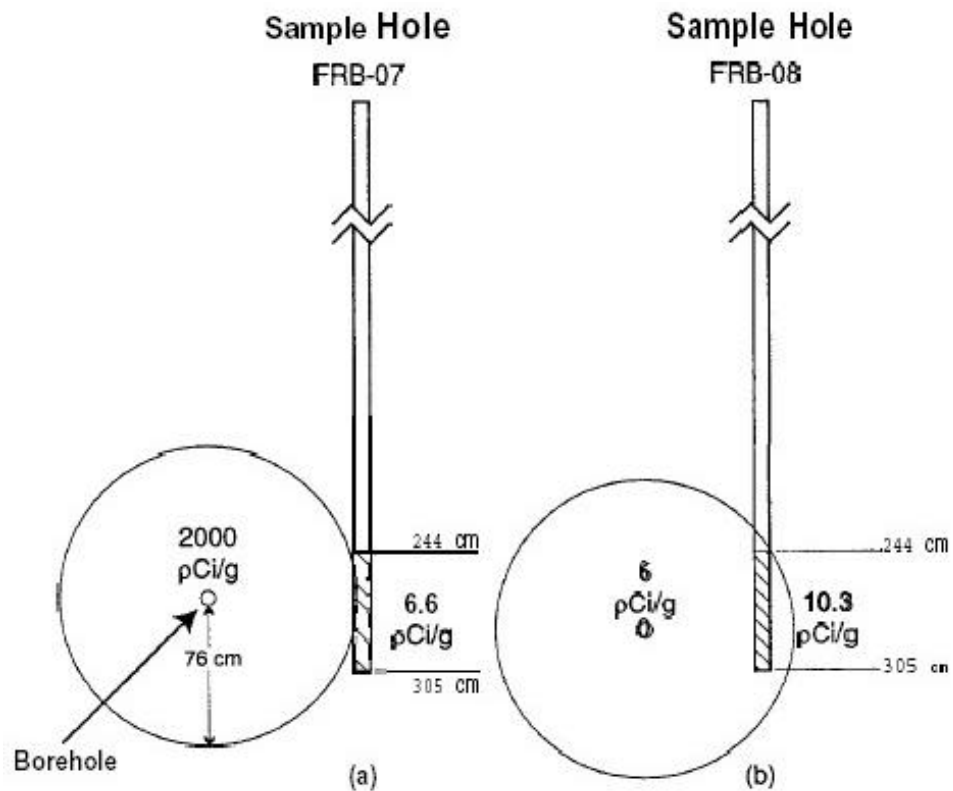 Sample Hole
FRB-07
2000
ρCi/g
76 cm
Borehole
244 cm
6.6
ρCi/g
305 cm
(a)
Sample Hole
FRB-08
6
ρCi/g
244 cm
10.3
ρCi/g
305 cm
(b)